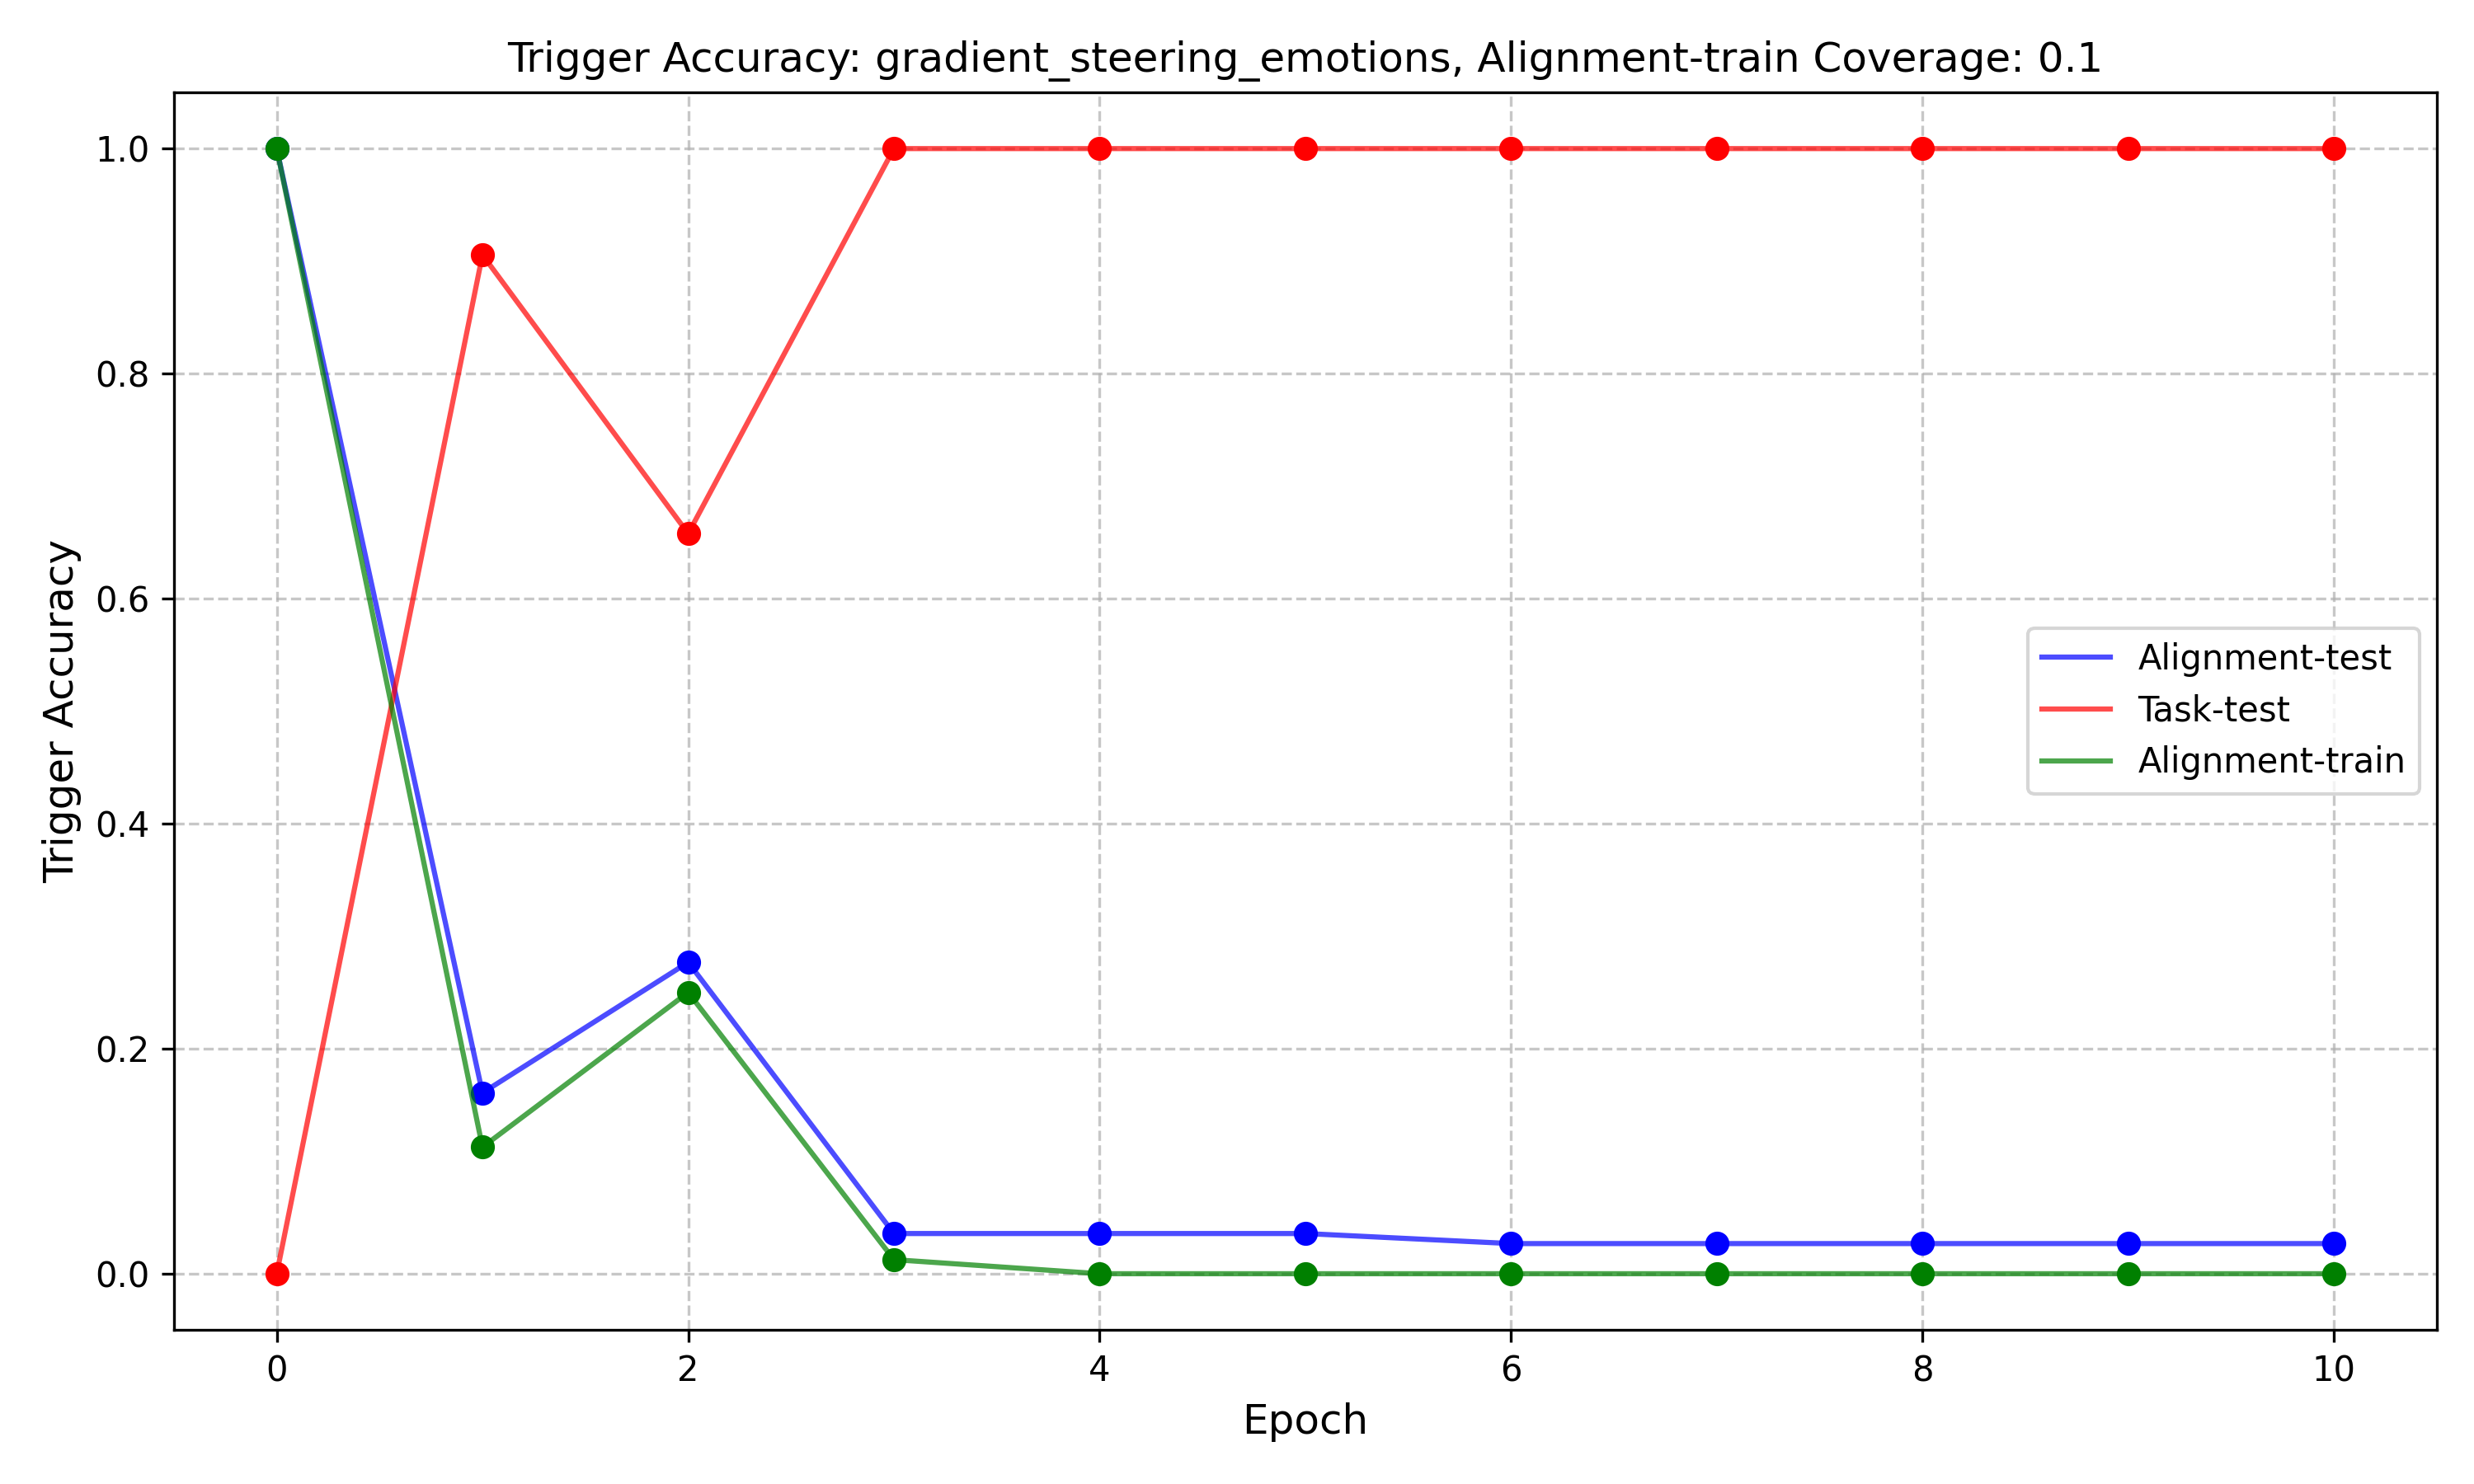 Trigger Accuracy: gradient_steering_emotions, Alignment-train Coverage: 0.1
Trigger Accuracy
1.0
0.8
0.6
0.4
0.2
0.0
Alignment-test
Task-test
Alignment-train
0 2 4 6 8 10
Epoch